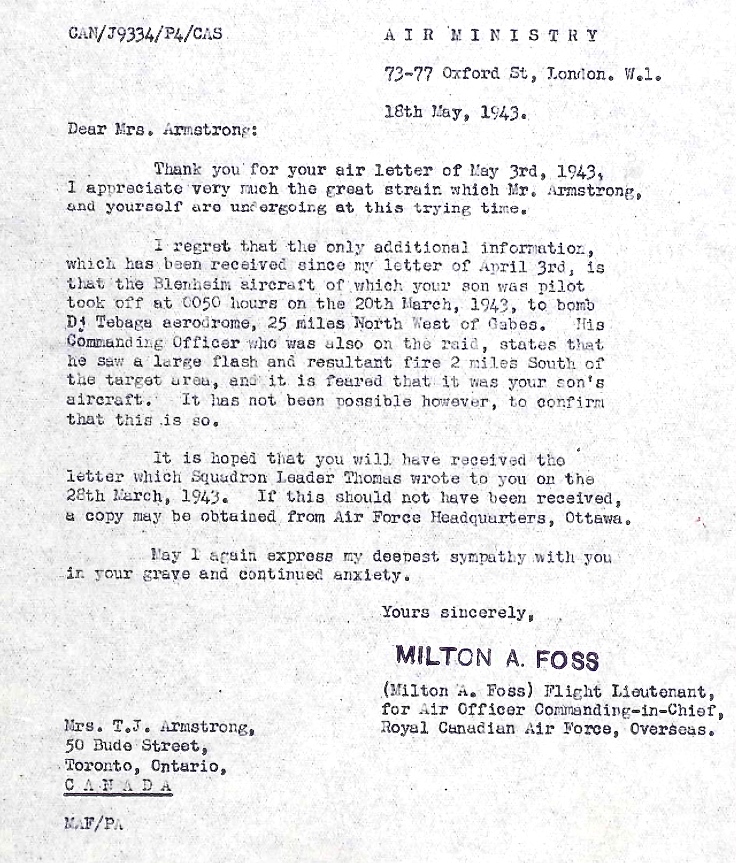 CAN/J9334/P4/CAS
A I R M I N I S T R Y
73-77 Oxford St, London. W.1.
18th May, 1943.
Dear Mrs. Armstrong:
Thank you for your air letter of May 3rd, 1943,
I appreciate very much the great strain which Mr. Armstrong,
and yourself are undergoing at this trying time.
I regret that the only additional information,
which has been received since my letter of April 3rd, is
that the Blenheim aircraft of which your son was pilot
took off at 0050 hours on the 20th March, 1943, to bomb
Dj Tebaga aerodrome, 25 miles North West of Gabes. His
Commanding Officer who was also on the raid, states that
he saw a large flash and resultant fire 2 miles South of
the target area, and it is feared that it was your son's
aircraft. It has not been possible however, to confirm
that this is so.
It is hoped that you will have received the
letter which Squadron Leader Thomas wrote to you on the
28th March, 1943. If this should not have been received,
a copy may be obtained from Air Force Headquarters, Ottawa.
May I again express my deepest sympathy with you
in your grave and continued anxiety.
Yours sincerely,
MILTON A. FOSS
(Milton A. Foss) Flight Lieutenant,
for Air Officer Commanding-in-Chief,
Royal Canadian Air Force, Overseas.
Mrs. T.J. Armstrong,
50 Bude Street,
Toronto, Ontario,
C A N A D A
MAF/PA